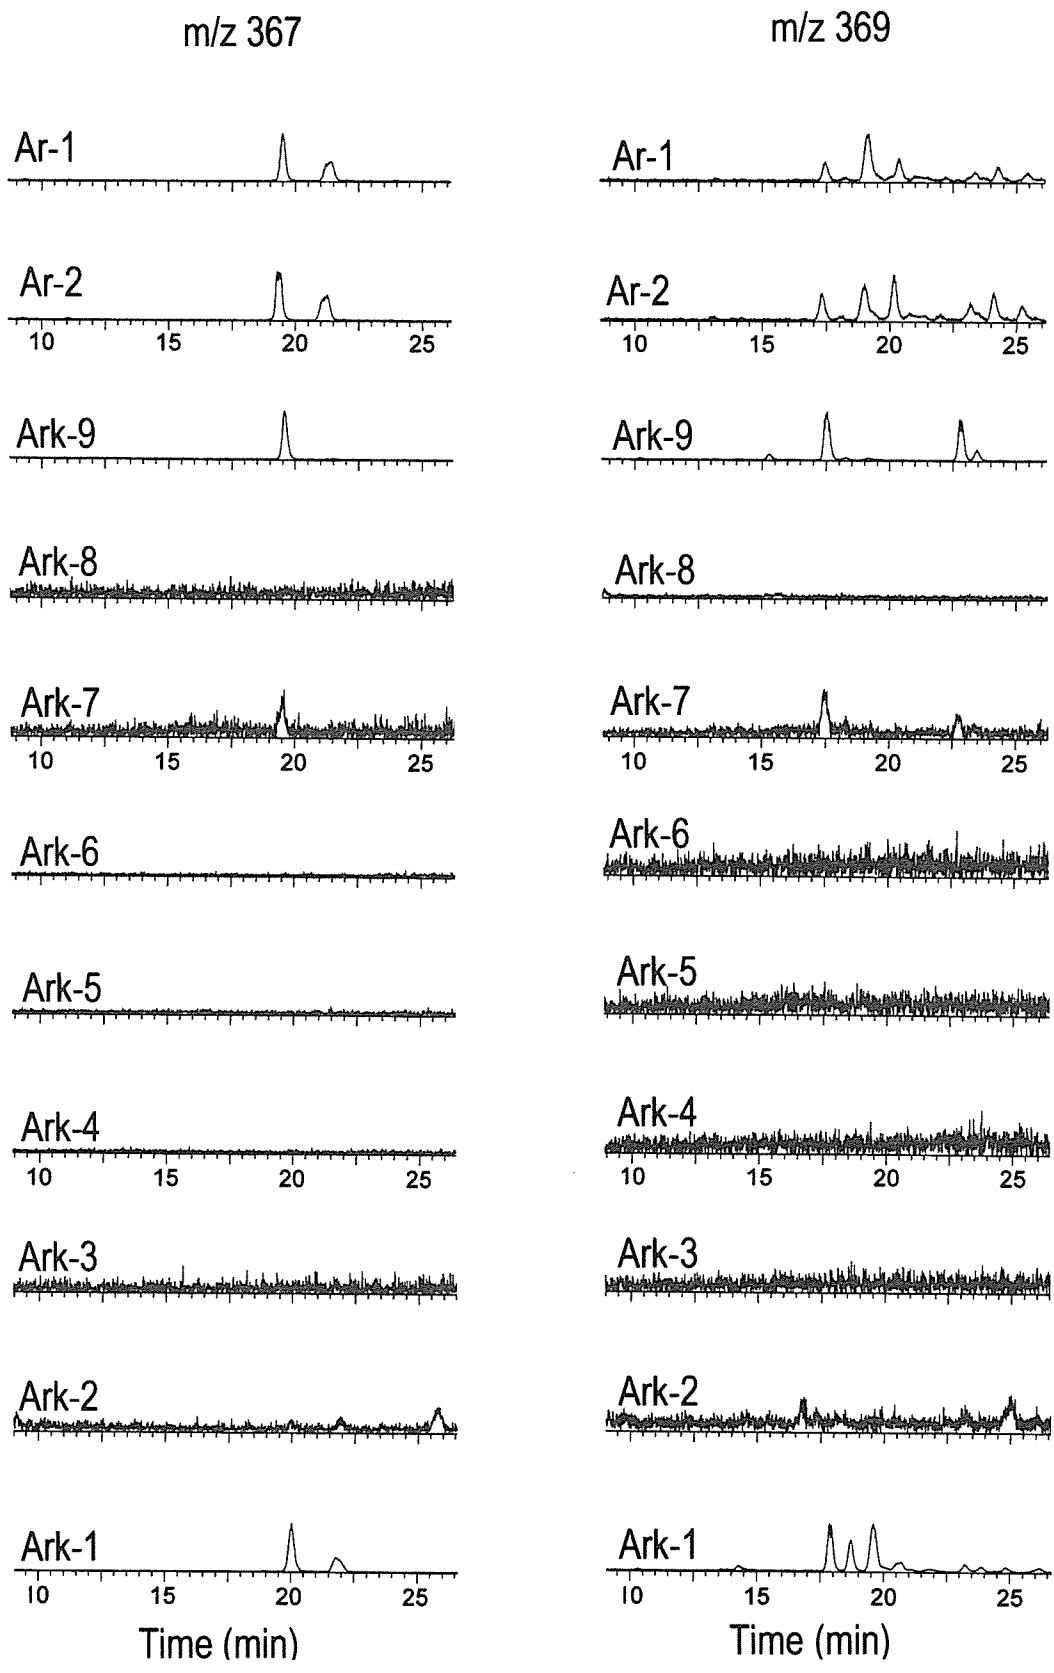 m/z 367 m/z 369
Ar-1 Ar-1
Ar-2 Ar-2
10 15 20 25 10 15 20 25
Ark-9 Ark-9
Ark-8 Ark-8
Ark-7 Ark-7
10 15 20 25 10 15 20 25
Ark-6 Ark-6
Ark-5 Ark-5
Ark-4 Ark-4
10 15 20 25 10 15 20 25
Ark-3 Ark-3
Ark-2 Ark-2
Ark-1 Ark-1
10 15 20 25 10 15 20 25
Time (min) Time (min)